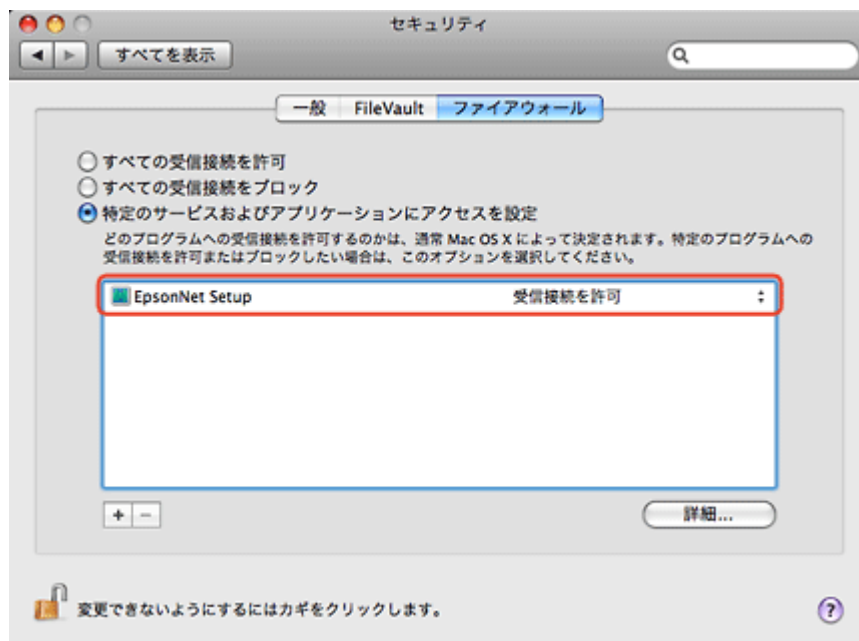 セキュリティ
すべてを表示
一般 FileVault ファイアウォール
すべての受信接続を許可
すべての受信接続をブロック
特定のサービスおよびアプリケーションにアクセスを設定
どのプログラムへの受信接続を許可するのかは、通常 Mac OS X によって決定されます。特定のプログラムへの
受信接続を許可またはブロックしたい場合は、このオプションを選択してください。
EpsonNet Setup 受信接続を許可
+ −
詳細...
変更できないようにするにはカギをクリックします。
?